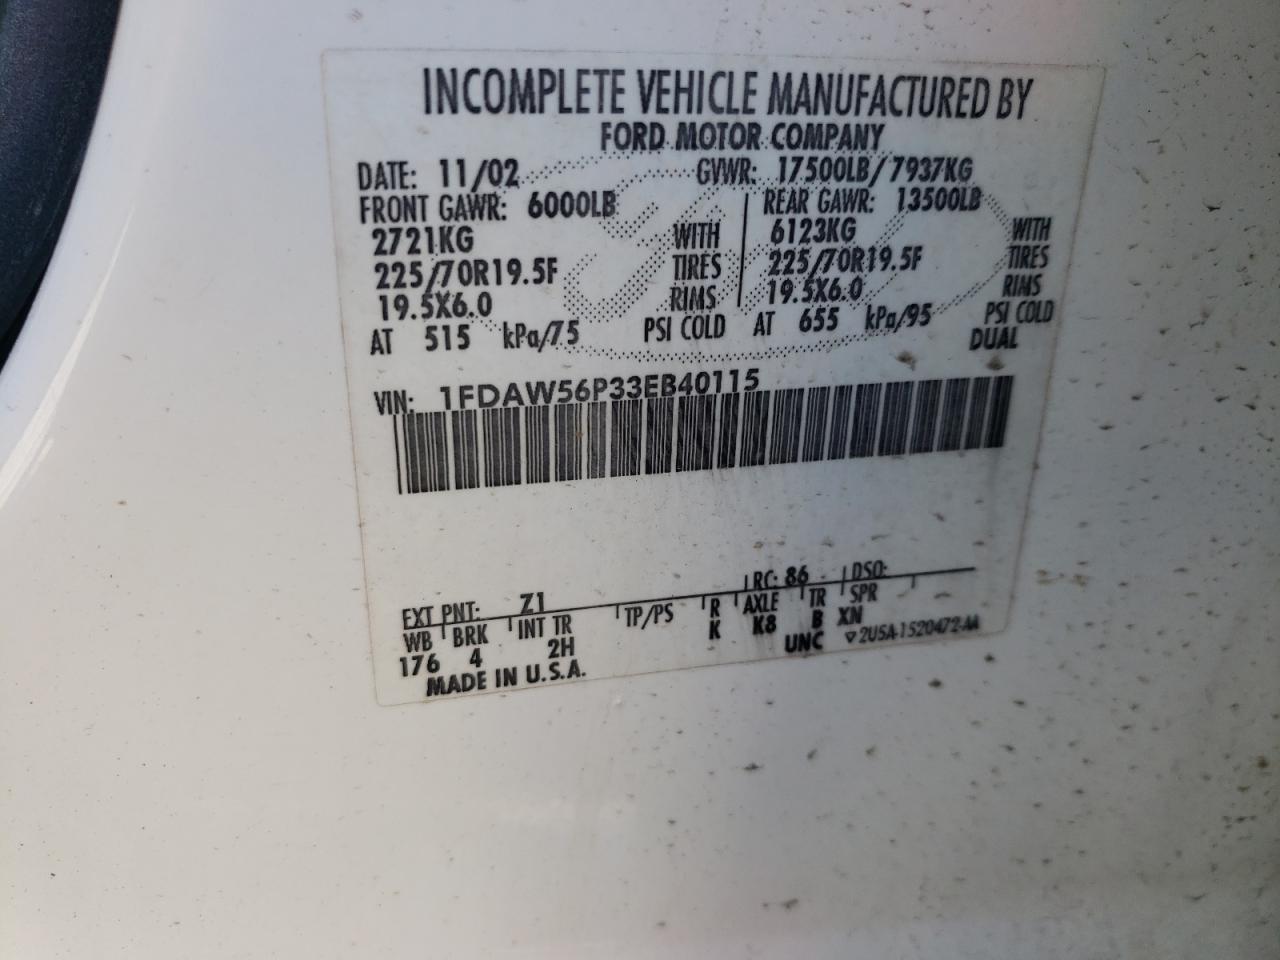 INCOMPLETE VEHICLE MANUFACTURED BY
FORD MOTOR COMPANY
DATE: 11/02 GVWR: 17500LB/7937KG
FRONT GAWR: 6000LB REAR GAWR: 13500LB
2721KG WITH 6123KG WITH
225/70R19.5F TIRES 225/70R19.5F TIRES
19.5X6.0 RIMS 19.5X6.0 RIMS
AT 515 kPa/75 PSI COLD AT 655 kPa/95 PSI COLD
DUAL
VIN: 1FDAW56P33EB40115
EXT PNT: Z1 RC: 86 DSO:
WB BRK INT TR TP/PS R AXLE TR SPR
176 4 2H K K8 B XN
MADE IN U.S.A. UNC 2U5A-1520472-AA